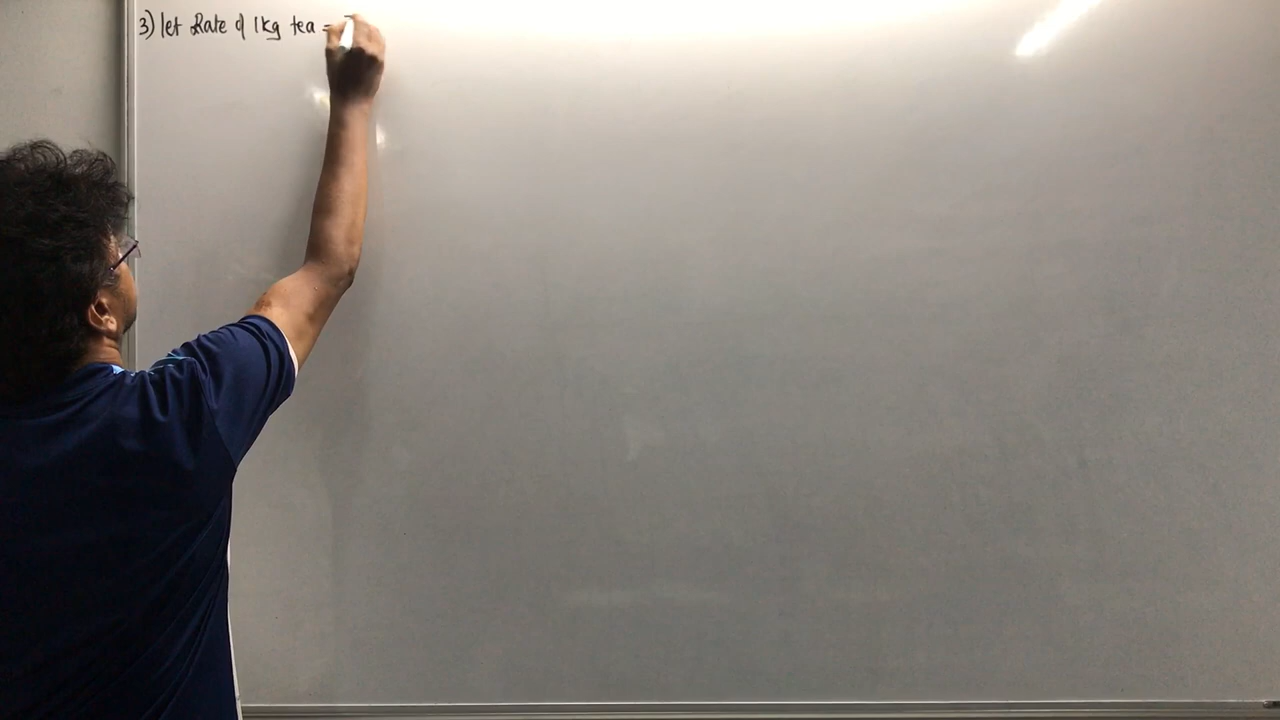 3) let Rate of 1kg tea =